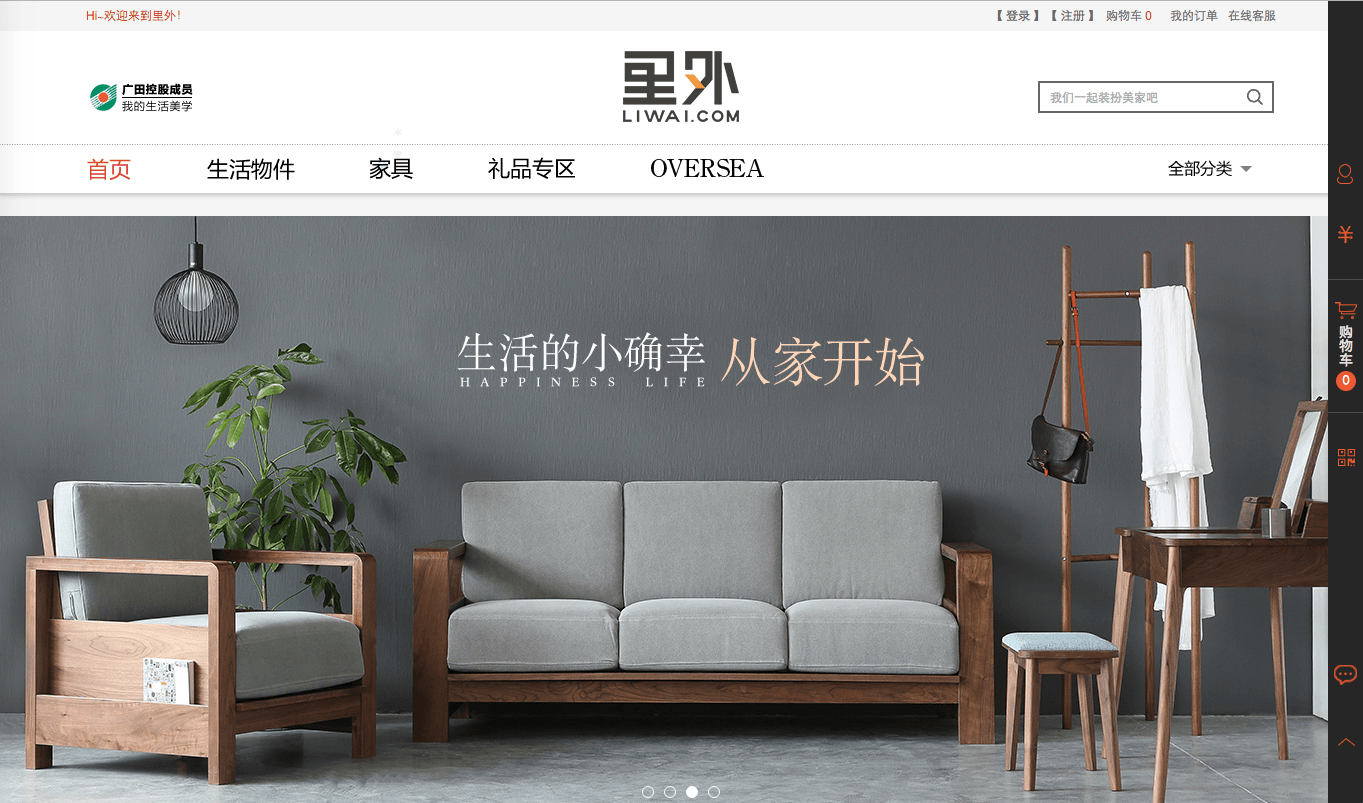 Hi~欢迎来到里外!
【 登录 】 【 注册 】 购物车 0 我的订单 在线客服
广田控股成员
我的生活美学
里外
LIWAI.COM
我们一起装扮美家吧
首页 生活物件 家具 礼品专区 OVERSEA 全部分类
生活的小确幸 从家开始
HAPPINESS LIFE
¥
购物车
0